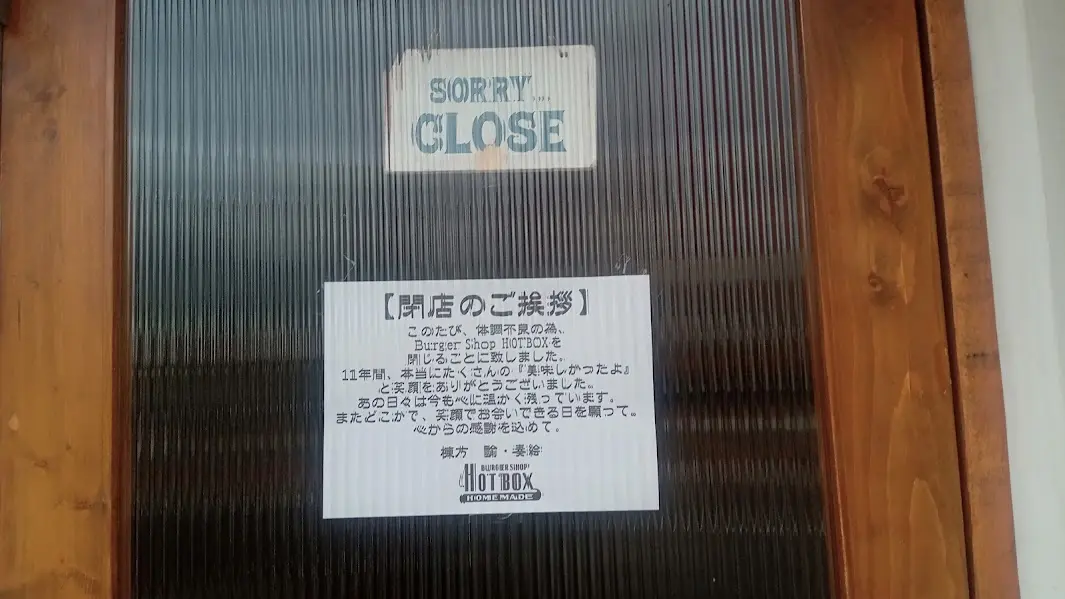 SORRY...
CLOSE
【閉店のご挨拶】
このたび、体調不良の為、
Burger Shop HOTBOXを
閉じることに致しました。
11年間、本当にたくさんの『美味しかったよ』
と笑顔をありがとうございました。
あの日々は今も心に温かく残っています。
またどこかで、笑顔でお会いできる日を願って。
心からの感謝を込めて。
棟方
BURGER SHOP
HOTBOX
HOMEMADE